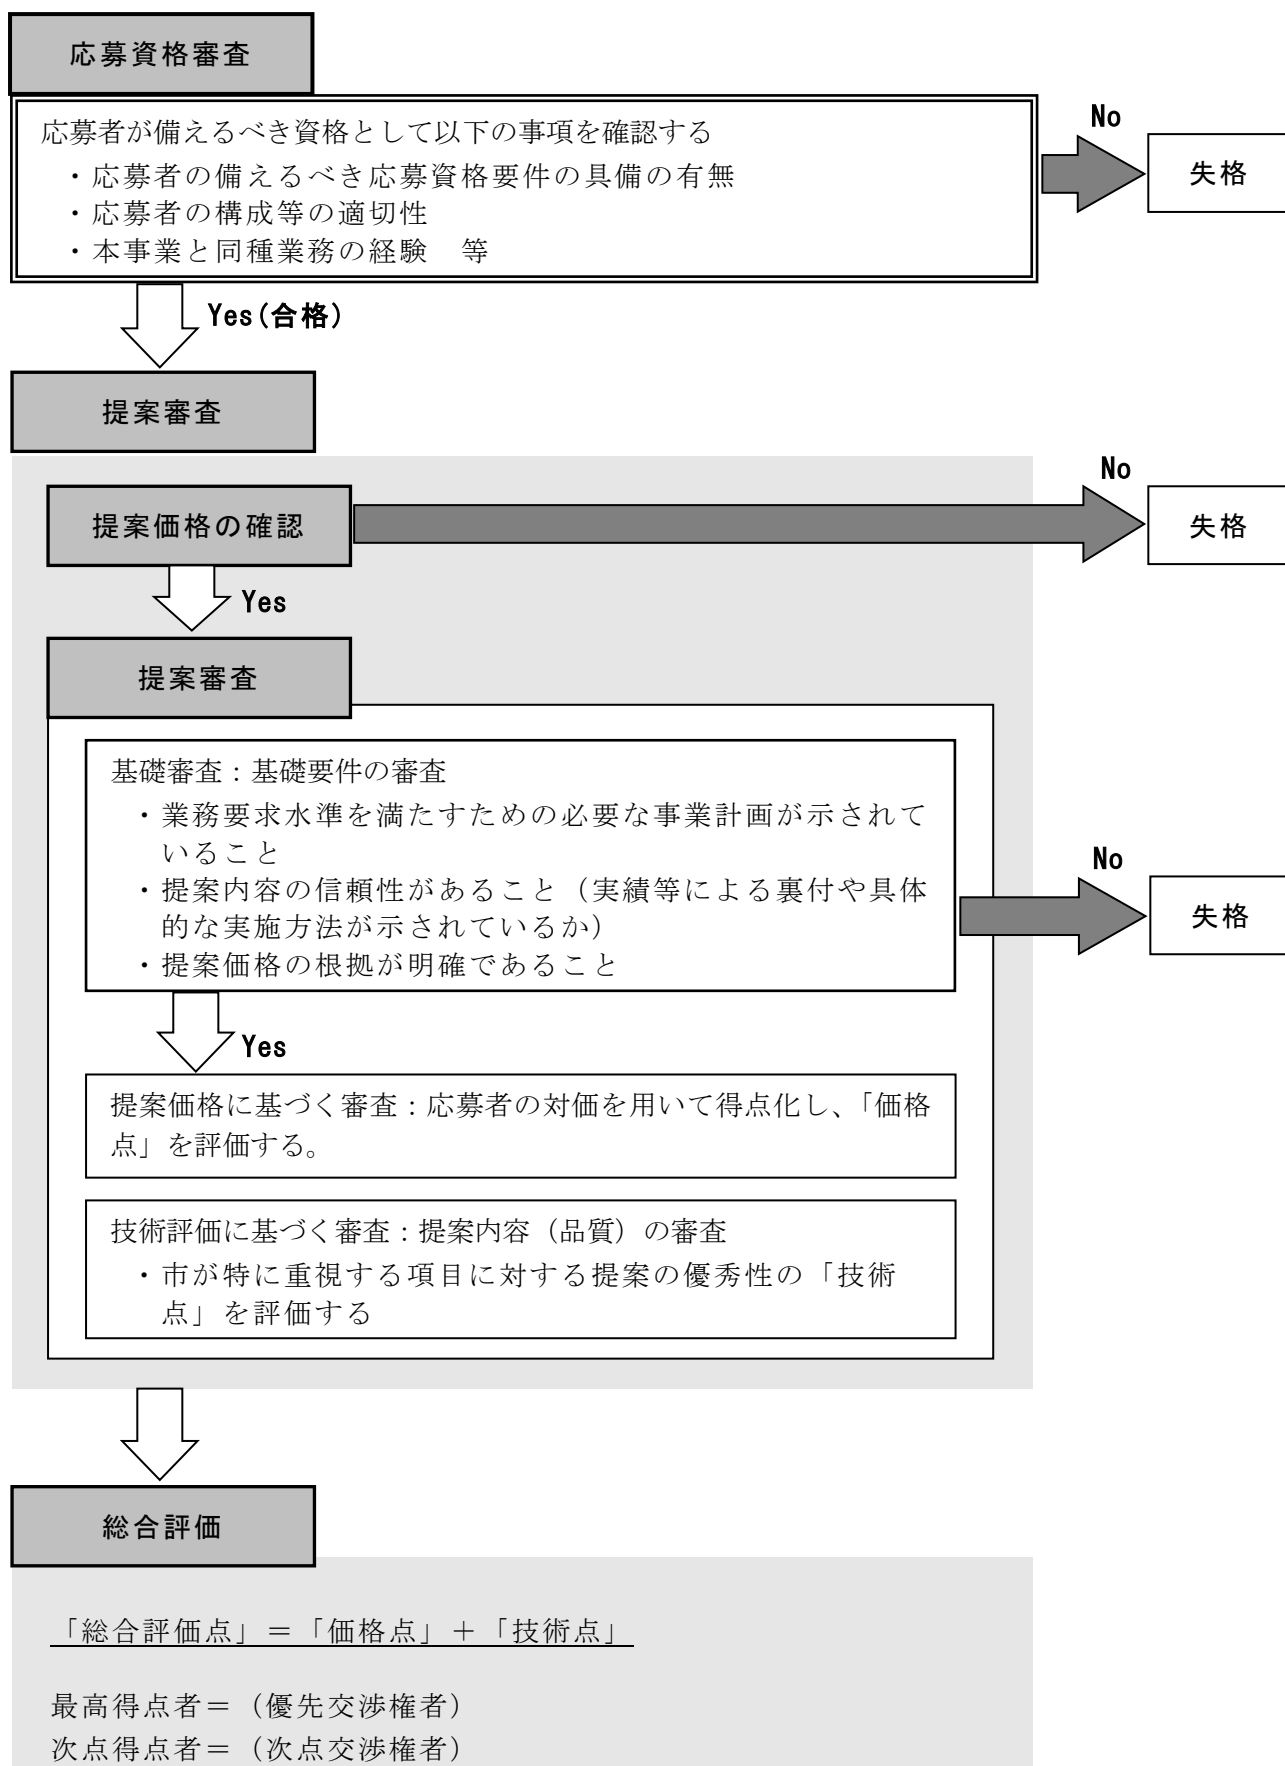 応募資格審査
応募者が備えるべき資格として以下の事項を確認する
・応募者の備えるべき応募資格要件の具備の有無
・応募者の構成等の適切性
・本事業と同種業務の経験　等
No
失格
Yes(合格)
提案審査
提案価格の確認
No
失格
Yes
提案審査
基礎審査：基礎要件の審査
・業務要求水準を満たすための必要な事業計画が示されて
いること
・提案内容の信頼性があること（実績等による裏付や具体
的な実施方法が示されているか）
・提案価格の根拠が明確であること
No
失格
Yes
提案価格に基づく審査：応募者の対価を用いて得点化し、「価格
点」を評価する。
技術評価に基づく審査：提案内容（品質）の審査
・市が特に重視する項目に対する提案の優秀性の「技術
点」を評価する
総合評価
「総合評価点」＝「価格点」＋「技術点」
最高得点者＝（優先交渉権者）
次点得点者＝（次点交渉権者）